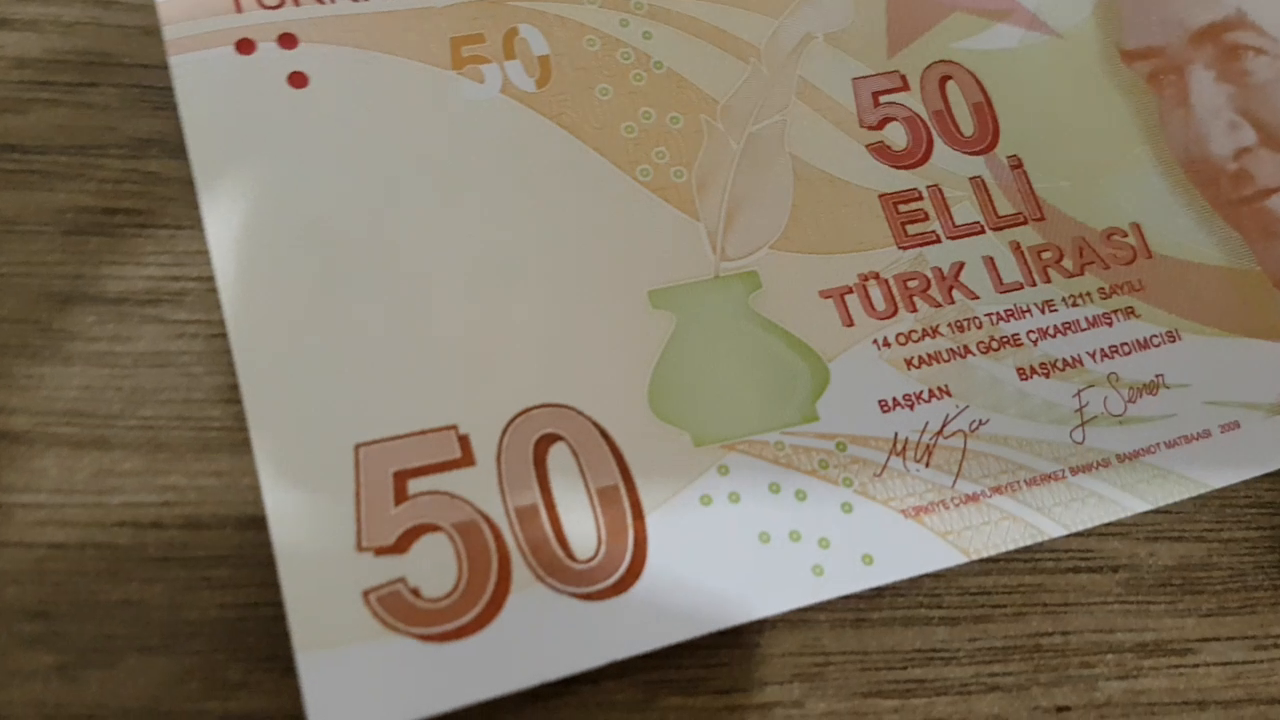 50
50
ELLİ
TÜRK LİRASI
14 OCAK 1970 TARİH VE 1211 SAYILI
KANUNA GÖRE ÇIKARILMIŞTIR.
BAŞKAN
BAŞKAN YARDIMCISI
E. Sener
TÜRKİYE CUMHURİYET MERKEZ BANKASI BANKNOT MATBAASI 2009
50